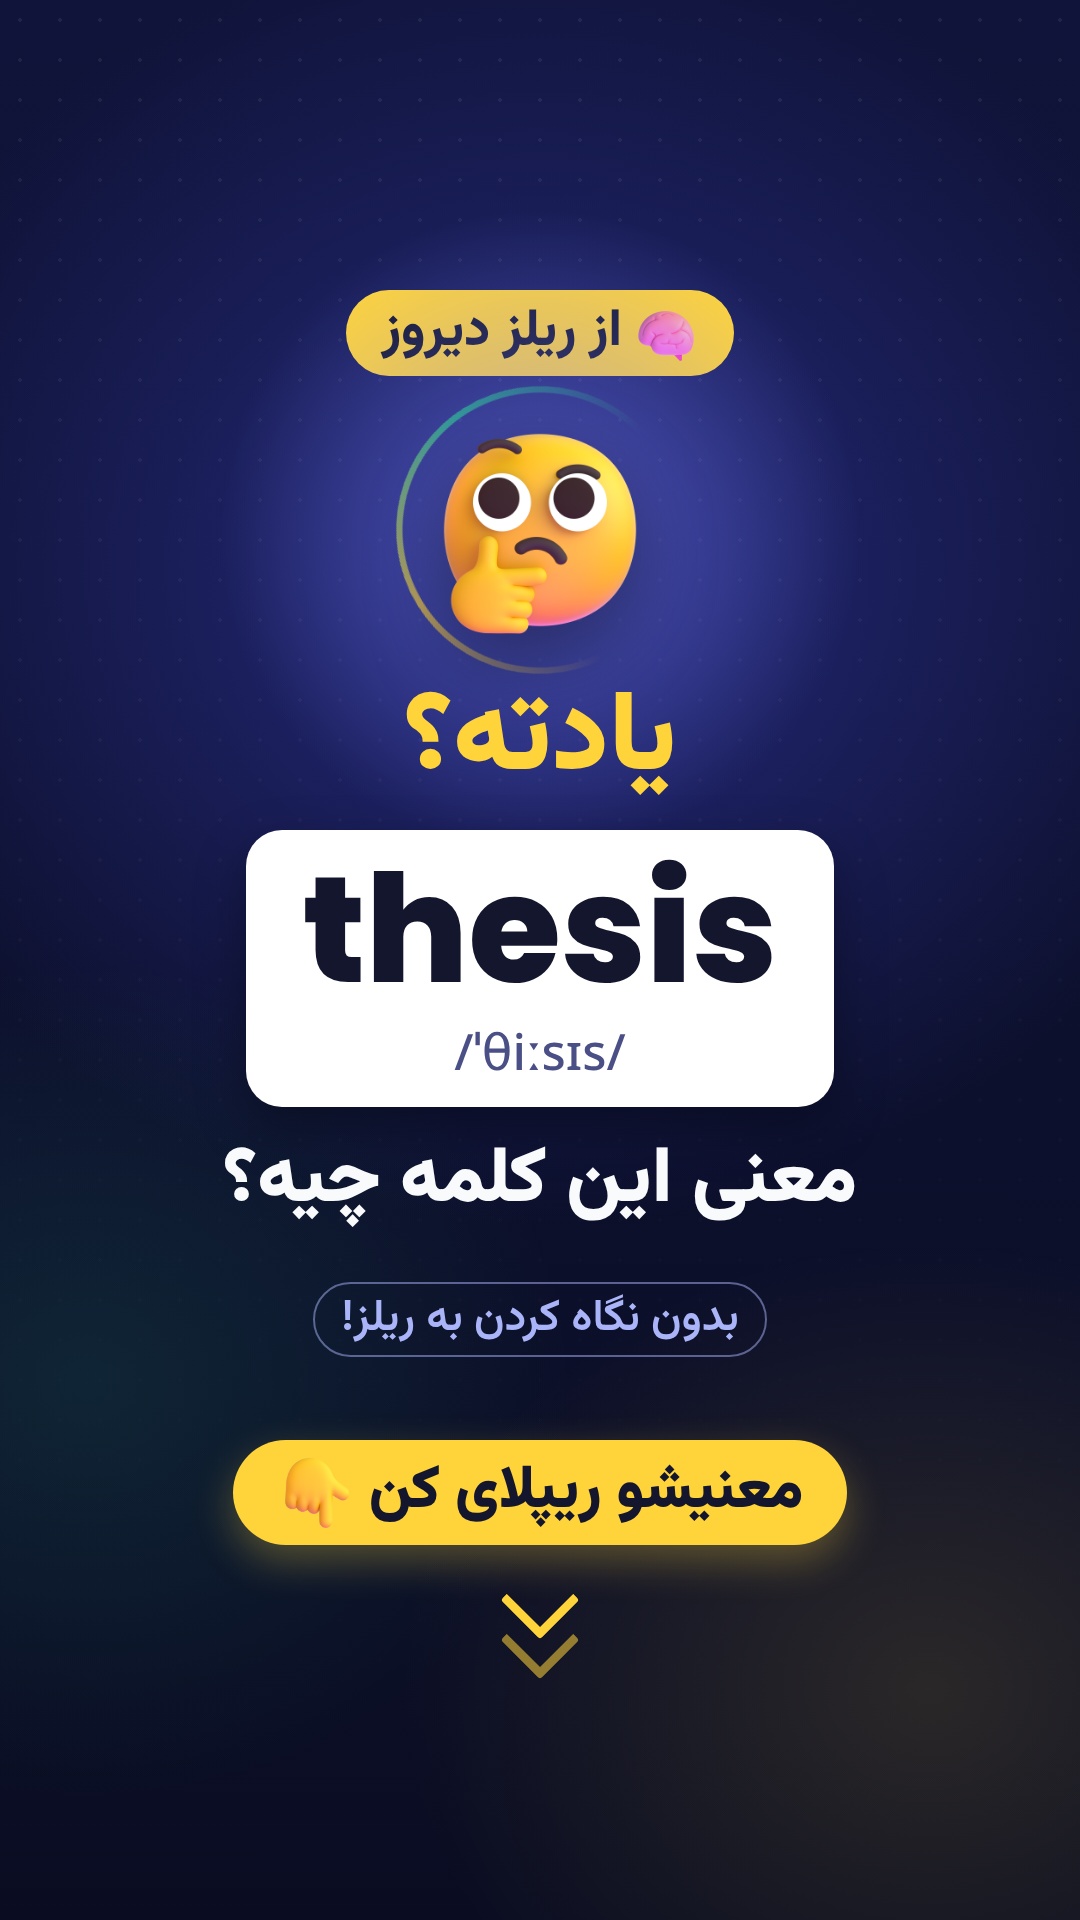 🧠 از ریلز دیروز
یادته؟
thesis
/ˈθiːsɪs/
معنی این کلمه چیه؟
بدون نگاه کردن به ریلز!
معنیشو ریپلای کن 👇